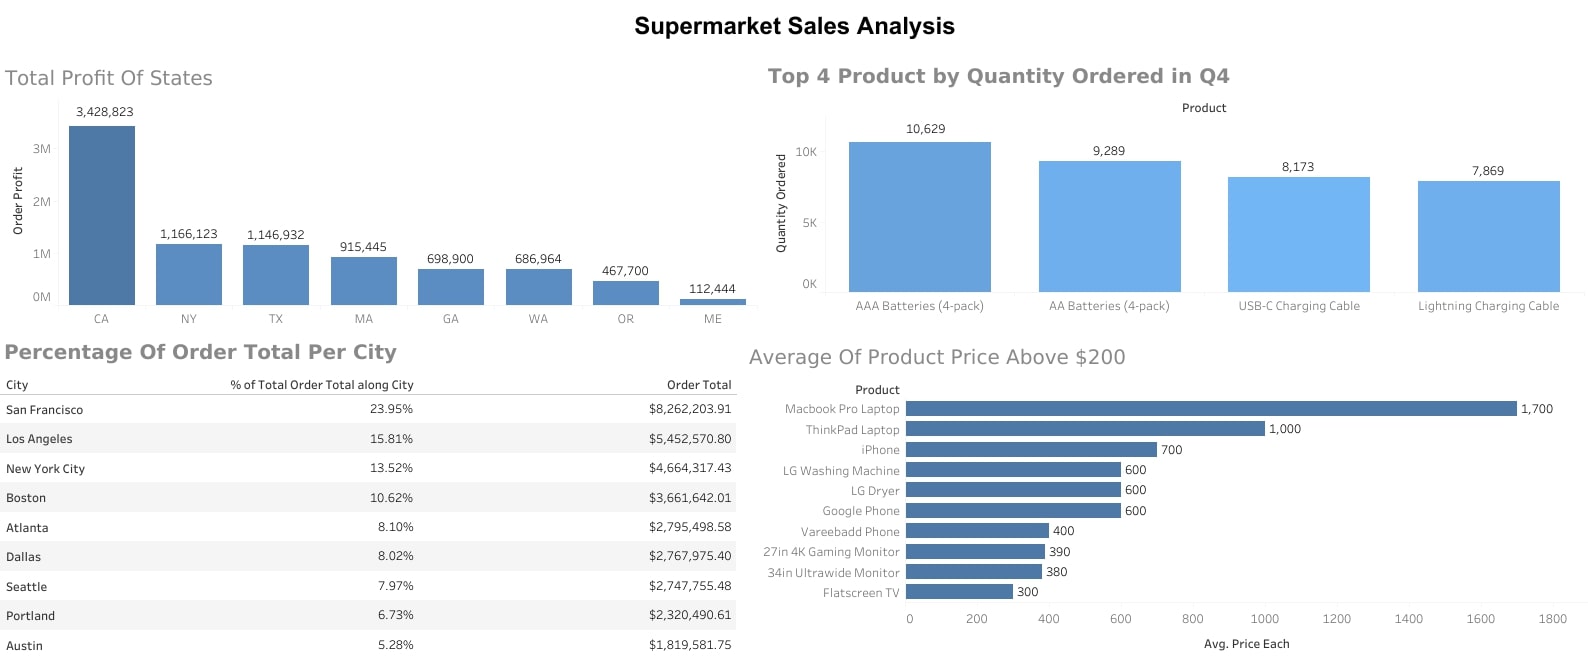 Supermarket Sales Analysis
Total Profit Of States
Order Profit
3M
2M
1M
0M
3,428,823
1,166,123
1,146,932
915,445
698,900
686,964
467,700
112,444
CA NY TX MA GA WA OR ME
Top 4 Product by Quantity Ordered in Q4
Product
Quantity Ordered
10K
5K
0K
10,629
9,289
8,173
7,869
AAA Batteries (4-pack) AA Batteries (4-pack) USB-C Charging Cable Lightning Charging Cable
Percentage Of Order Total Per City
City % of Total Order Total along City Order Total
San Francisco 23.95% $8,262,203.91
Los Angeles 15.81% $5,452,570.80
New York City 13.52% $4,664,317.43
Boston 10.62% $3,661,642.01
Atlanta 8.10% $2,795,498.58
Dallas 8.02% $2,767,975.40
Seattle 7.97% $2,747,755.48
Portland 6.73% $2,320,490.61
Austin 5.28% $1,819,581.75
Average Of Product Price Above $200
Product
Macbook Pro Laptop 1,700
ThinkPad Laptop 1,000
iPhone 700
LG Washing Machine 600
LG Dryer 600
Google Phone 600
Vareebadd Phone 400
27in 4K Gaming Monitor 390
34in Ultrawide Monitor 380
Flatscreen TV 300
0 200 400 600 800 1000 1200 1400 1600 1800
Avg. Price Each